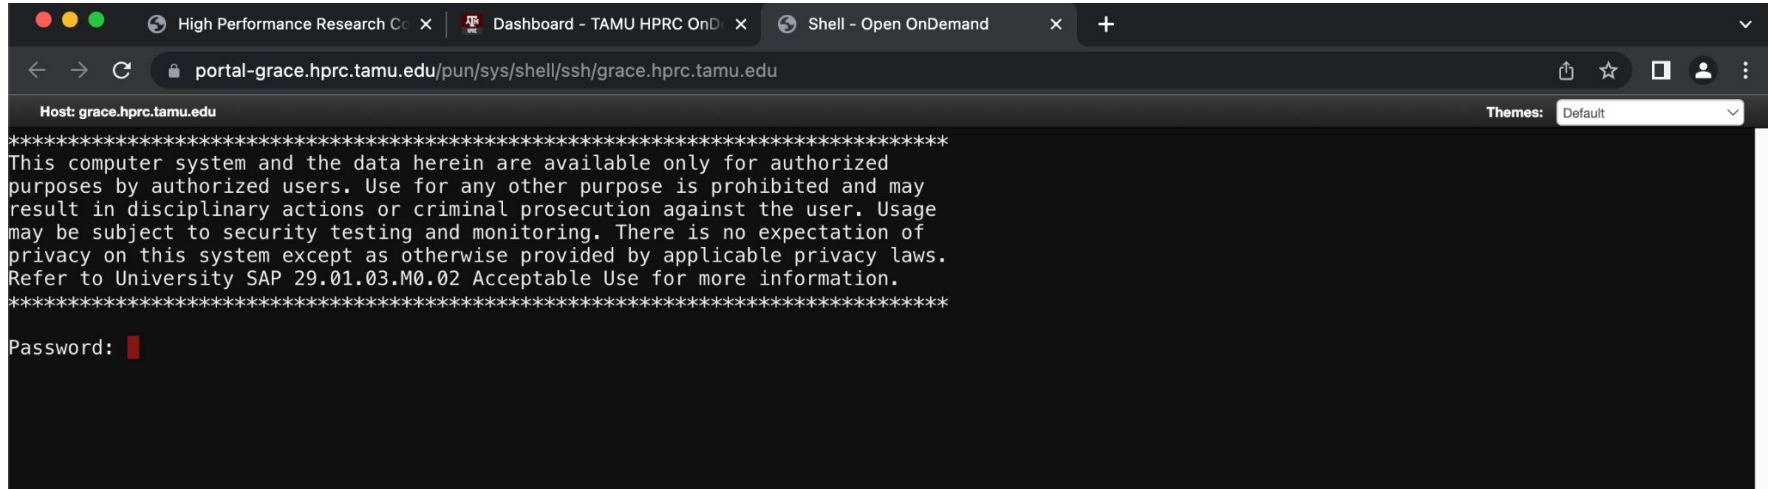 High Performance Research Co
Dashboard - TAMU HPRC OnD
Shell - Open OnDemand
portal-grace.hprc.tamu.edu/pun/sys/shell/ssh/grace.hprc.tamu.edu
Host: grace.hprc.tamu.edu
Themes: Default
*******************************************************************************
This computer system and the data herein are available only for authorized
purposes by authorized users. Use for any other purpose is prohibited and may
result in disciplinary actions or criminal prosecution against the user. Usage
may be subject to security testing and monitoring. There is no expectation of
privacy on this system except as otherwise provided by applicable privacy laws.
Refer to University SAP 29.01.03.M0.02 Acceptable Use for more information.
*******************************************************************************
Password: